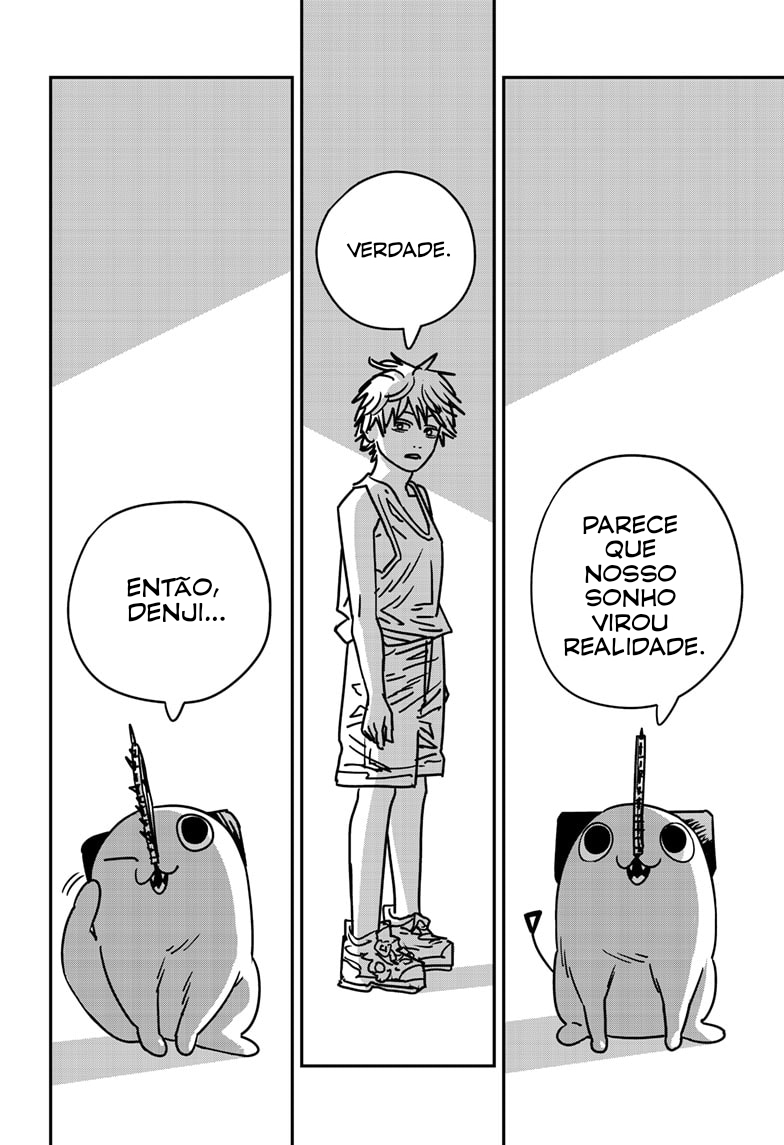 PARECE
QUE
NOSSO
SONHO
VIROU
REALIDADE.
VERDADE.
ENTÃO,
DENJI...